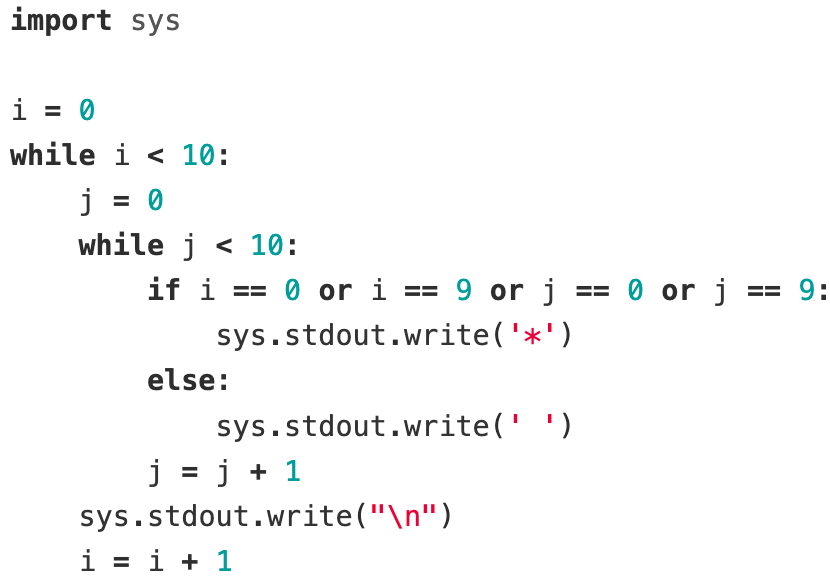 import sys

i = 0
while i < 10:
    j = 0
    while j < 10:
        if i == 0 or i == 9 or j == 0 or j == 9:
            sys.stdout.write('*')
        else:
            sys.stdout.write(' ')
        j = j + 1
    sys.stdout.write("\n")
    i = i + 1